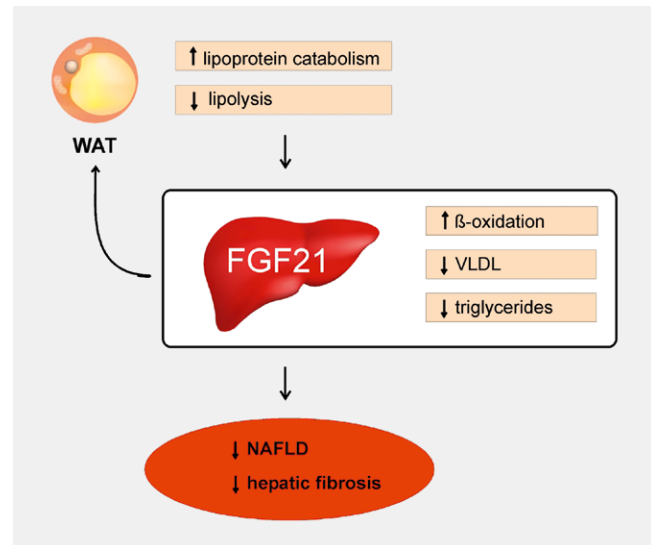 ↑ lipoprotein catabolism
↓ lipolysis
WAT
FGF21
↑ ß-oxidation
↓ VLDL
↓ triglycerides
↓ NAFLD
↓ hepatic fibrosis